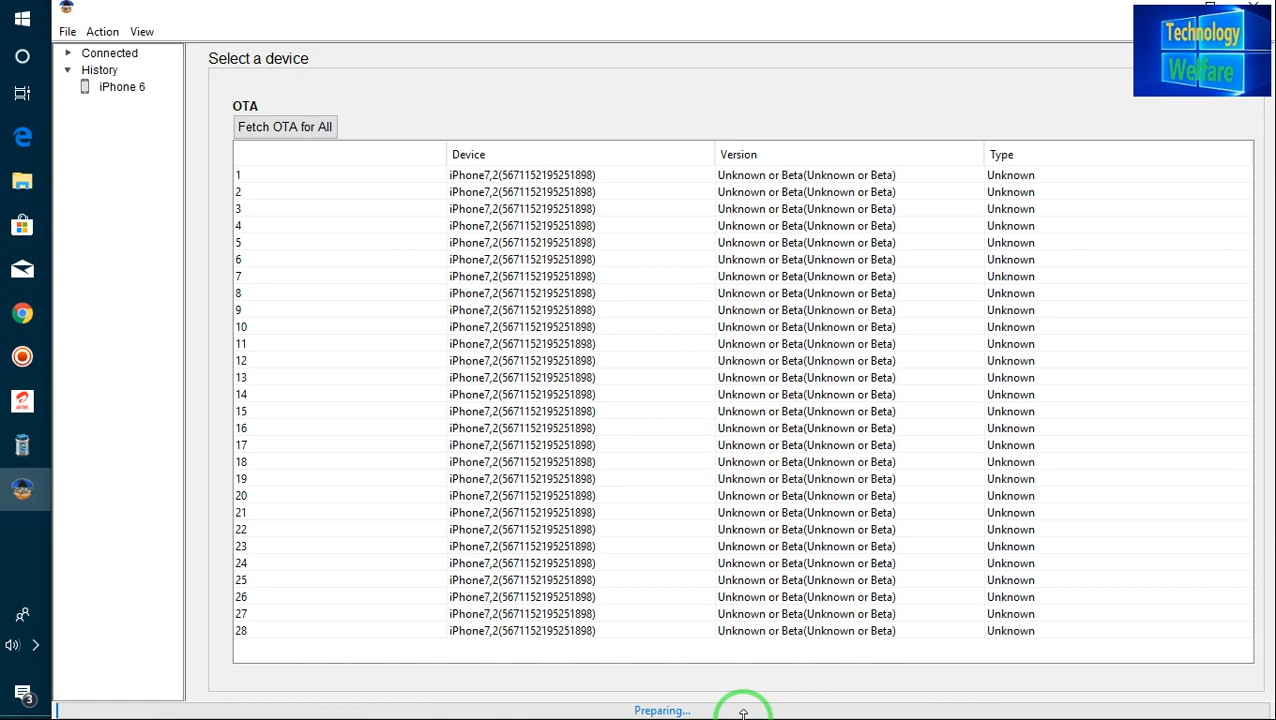 File Action View
Technology
Welfare
Connected
History
iPhone 6
Select a device
OTA
Fetch OTA for All
Device Version Type
1 iPhone7,2(5671152195251898) Unknown or Beta(Unknown or Beta) Unknown
2 iPhone7,2(5671152195251898) Unknown or Beta(Unknown or Beta) Unknown
3 iPhone7,2(5671152195251898) Unknown or Beta(Unknown or Beta) Unknown
4 iPhone7,2(5671152195251898) Unknown or Beta(Unknown or Beta) Unknown
5 iPhone7,2(5671152195251898) Unknown or Beta(Unknown or Beta) Unknown
6 iPhone7,2(5671152195251898) Unknown or Beta(Unknown or Beta) Unknown
7 iPhone7,2(5671152195251898) Unknown or Beta(Unknown or Beta) Unknown
8 iPhone7,2(5671152195251898) Unknown or Beta(Unknown or Beta) Unknown
9 iPhone7,2(5671152195251898) Unknown or Beta(Unknown or Beta) Unknown
10 iPhone7,2(5671152195251898) Unknown or Beta(Unknown or Beta) Unknown
11 iPhone7,2(5671152195251898) Unknown or Beta(Unknown or Beta) Unknown
12 iPhone7,2(5671152195251898) Unknown or Beta(Unknown or Beta) Unknown
13 iPhone7,2(5671152195251898) Unknown or Beta(Unknown or Beta) Unknown
14 iPhone7,2(5671152195251898) Unknown or Beta(Unknown or Beta) Unknown
15 iPhone7,2(5671152195251898) Unknown or Beta(Unknown or Beta) Unknown
16 iPhone7,2(5671152195251898) Unknown or Beta(Unknown or Beta) Unknown
17 iPhone7,2(5671152195251898) Unknown or Beta(Unknown or Beta) Unknown
18 iPhone7,2(5671152195251898) Unknown or Beta(Unknown or Beta) Unknown
19 iPhone7,2(5671152195251898) Unknown or Beta(Unknown or Beta) Unknown
20 iPhone7,2(5671152195251898) Unknown or Beta(Unknown or Beta) Unknown
21 iPhone7,2(5671152195251898) Unknown or Beta(Unknown or Beta) Unknown
22 iPhone7,2(5671152195251898) Unknown or Beta(Unknown or Beta) Unknown
23 iPhone7,2(5671152195251898) Unknown or Beta(Unknown or Beta) Unknown
24 iPhone7,2(5671152195251898) Unknown or Beta(Unknown or Beta) Unknown
25 iPhone7,2(5671152195251898) Unknown or Beta(Unknown or Beta) Unknown
26 iPhone7,2(5671152195251898) Unknown or Beta(Unknown or Beta) Unknown
27 iPhone7,2(5671152195251898) Unknown or Beta(Unknown or Beta) Unknown
28 iPhone7,2(5671152195251898) Unknown or Beta(Unknown or Beta) Unknown
airtel
3
Preparing...